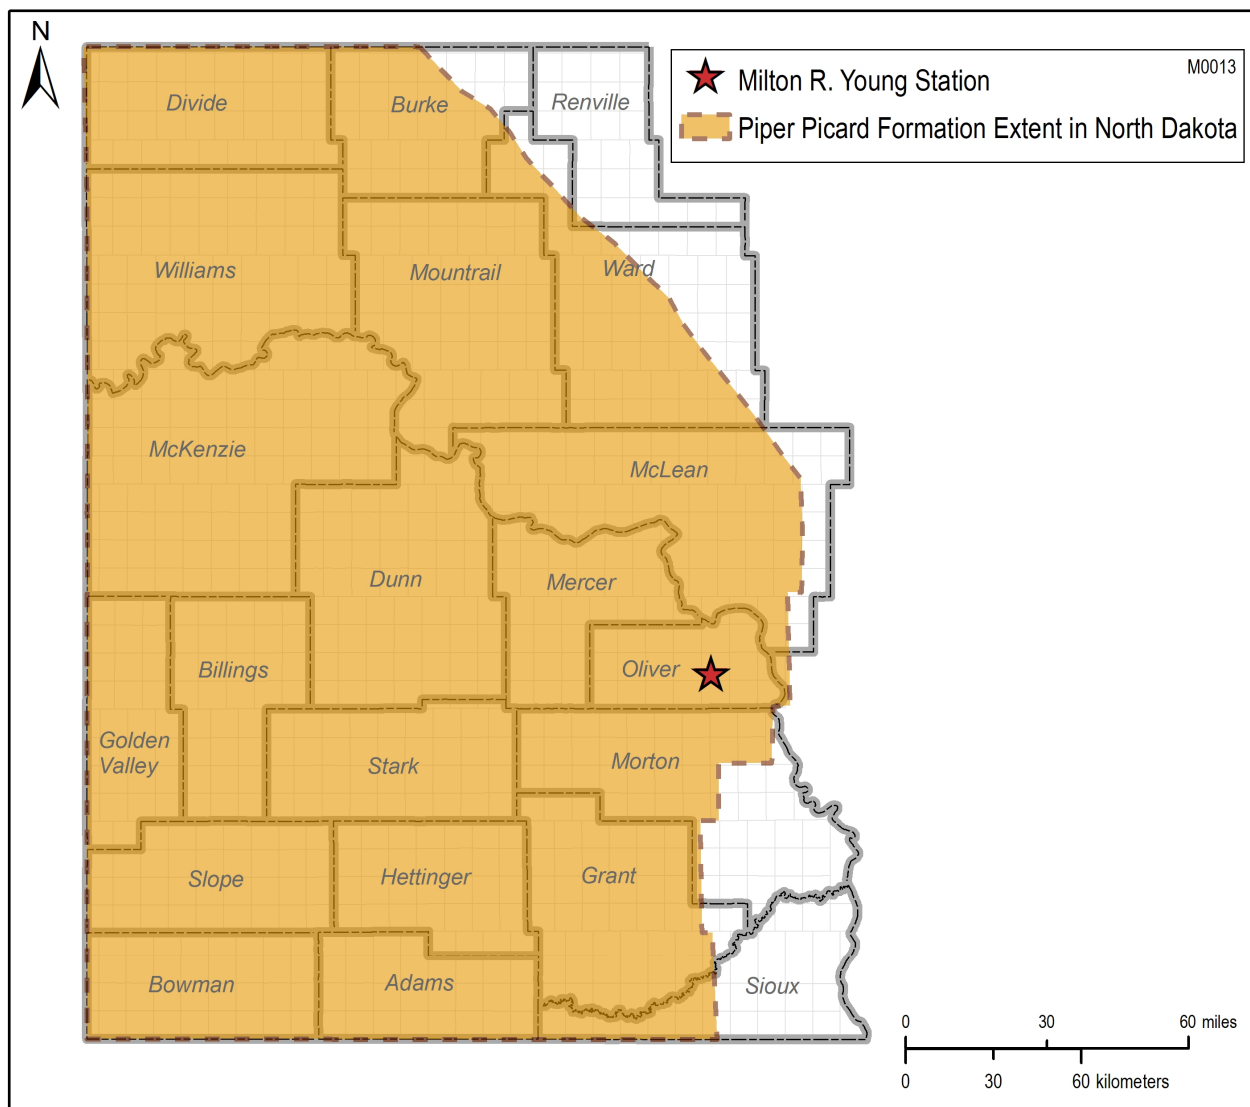 N
M0013
Milton R. Young Station
Piper Picard Formation Extent in North Dakota
Divide
Burke
Renville
Williams
Mountrail
Ward
McKenzie
McLean
Dunn
Mercer
Billings
Oliver
Golden
Valley
Stark
Morton
Slope
Hettinger
Grant
Bowman
Adams
Sioux
0 30 60 miles
0 30 60 kilometers